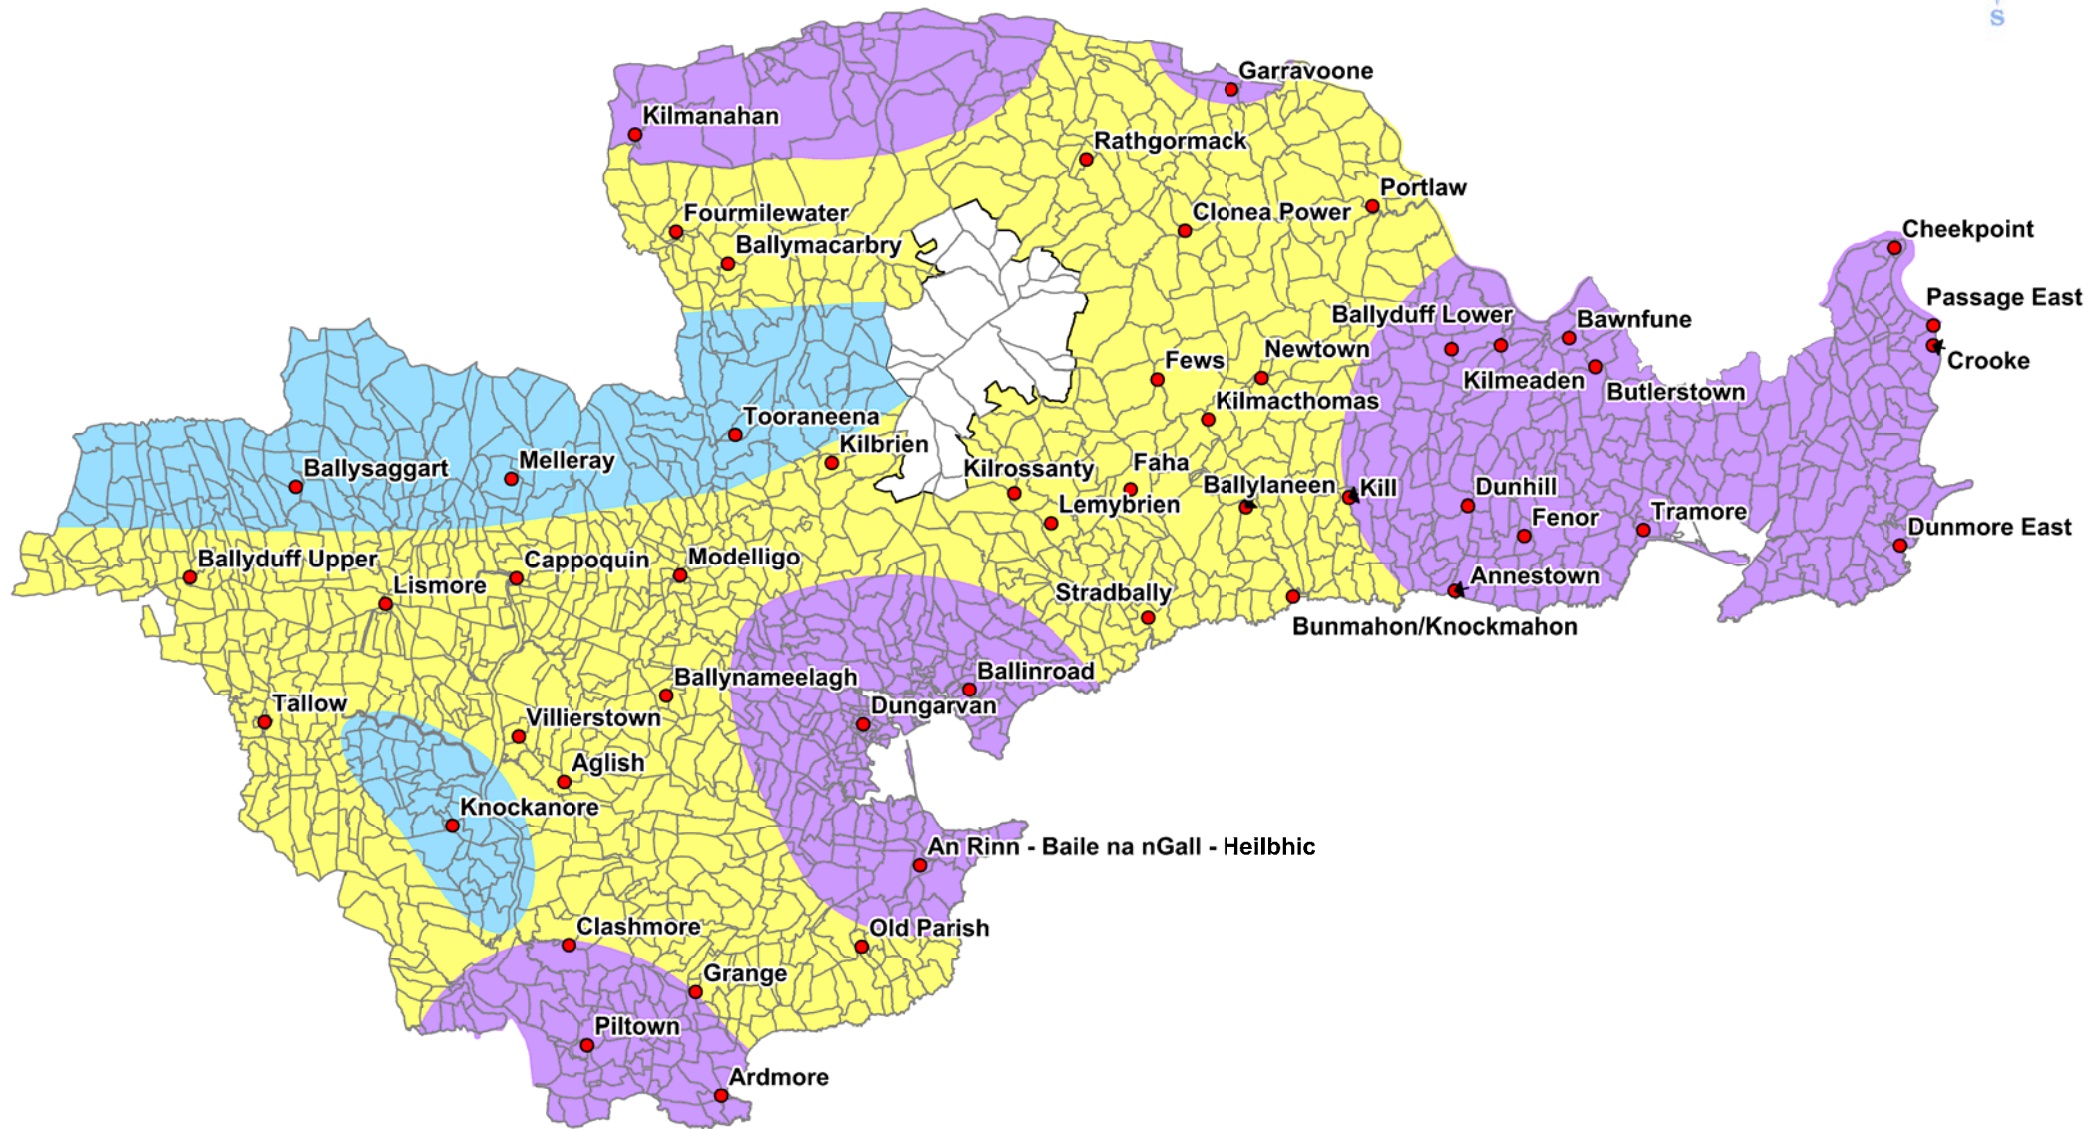 S
Garravoone
Kilmanahan
Rathgormack
Portlaw
Fourmilewater
Clonea Power
Cheekpoint
Ballymacarbry
Passage East
Ballyduff Lower
Bawnfune
Newtown
Fews
Crooke
Kilmeaden
Butlerstown
Kilmacthomas
Tooraneena
Kilbrien
Melleray
Ballysaggart
Kilrossanty
Faha
Ballylaneen
Kill
Dunhill
Lemybrien
Fenor
Tramore
Dunmore East
Ballyduff Upper
Cappoquin
Modelligo
Lismore
Annestown
Stradbally
Bunmahon/Knockmahon
Ballynameelagh
Ballinroad
Tallow
Dungarvan
Villierstown
Aglish
Knockanore
An Rinn - Baile na nGall - Heilbhic
Clashmore
Old Parish
Grange
Piltown
Ardmore